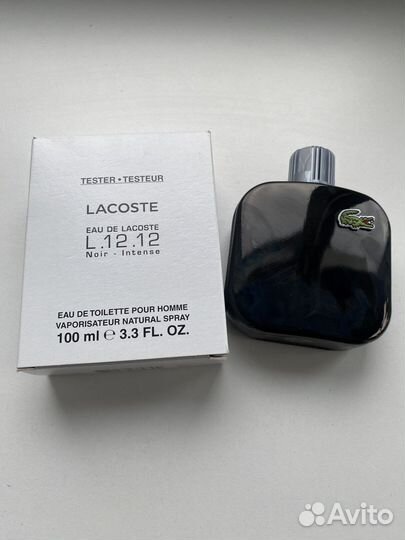 TESTER • TESTEUR
LACOSTE
EAU DE LACOSTE
L.12.12
Noir - Intense
EAU DE TOILETTE POUR HOMME
VAPORISATEUR NATURAL SPRAY
100 ml ℮ 3.3 FL. OZ.
Avito